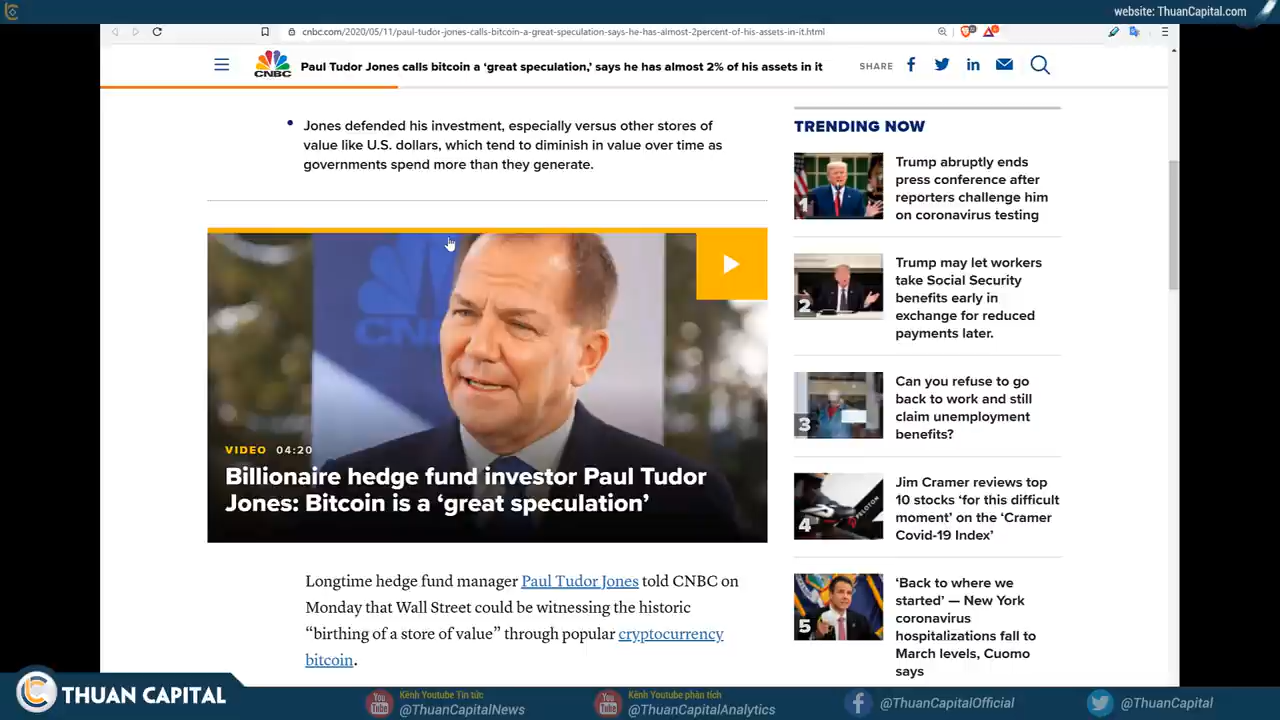 website: ThuanCapital.com
cnbc.com/2020/05/11/paul-tudor-jones-calls-bitcoin-a-great-speculation-says-he-has-almost-2percent-of-his-assets-in-it.html
CNBC
Paul Tudor Jones calls bitcoin a ‘great speculation,’ says he has almost 2% of his assets in it
SHARE
Jones defended his investment, especially versus other stores of
value like U.S. dollars, which tend to diminish in value over time as
governments spend more than they generate.
VIDEO 04:20
Billionaire hedge fund investor Paul Tudor
Jones: Bitcoin is a ‘great speculation’
Longtime hedge fund manager Paul Tudor Jones told CNBC on
Monday that Wall Street could be witnessing the historic
“birthing of a store of value” through popular cryptocurrency
bitcoin.
TRENDING NOW
1
Trump abruptly ends
press conference after
reporters challenge him
on coronavirus testing
2
Trump may let workers
take Social Security
benefits early in
exchange for reduced
payments later.
3
Can you refuse to go
back to work and still
claim unemployment
benefits?
4
PELOTON
Jim Cramer reviews top
10 stocks ‘for this difficult
moment’ on the ‘Cramer
Covid-19 Index’
5
‘Back to where we
started’ — New York
coronavirus
hospitalizations fall to
March levels, Cuomo
says
THUAN CAPITAL
You Tube
Kênh Youtube Tin tức
@ThuanCapitalNews
You Tube
Kênh Youtube phân tích
@ThuanCapitalAnalytics
@ThuanCapitalOfficial
@ThuanCapital